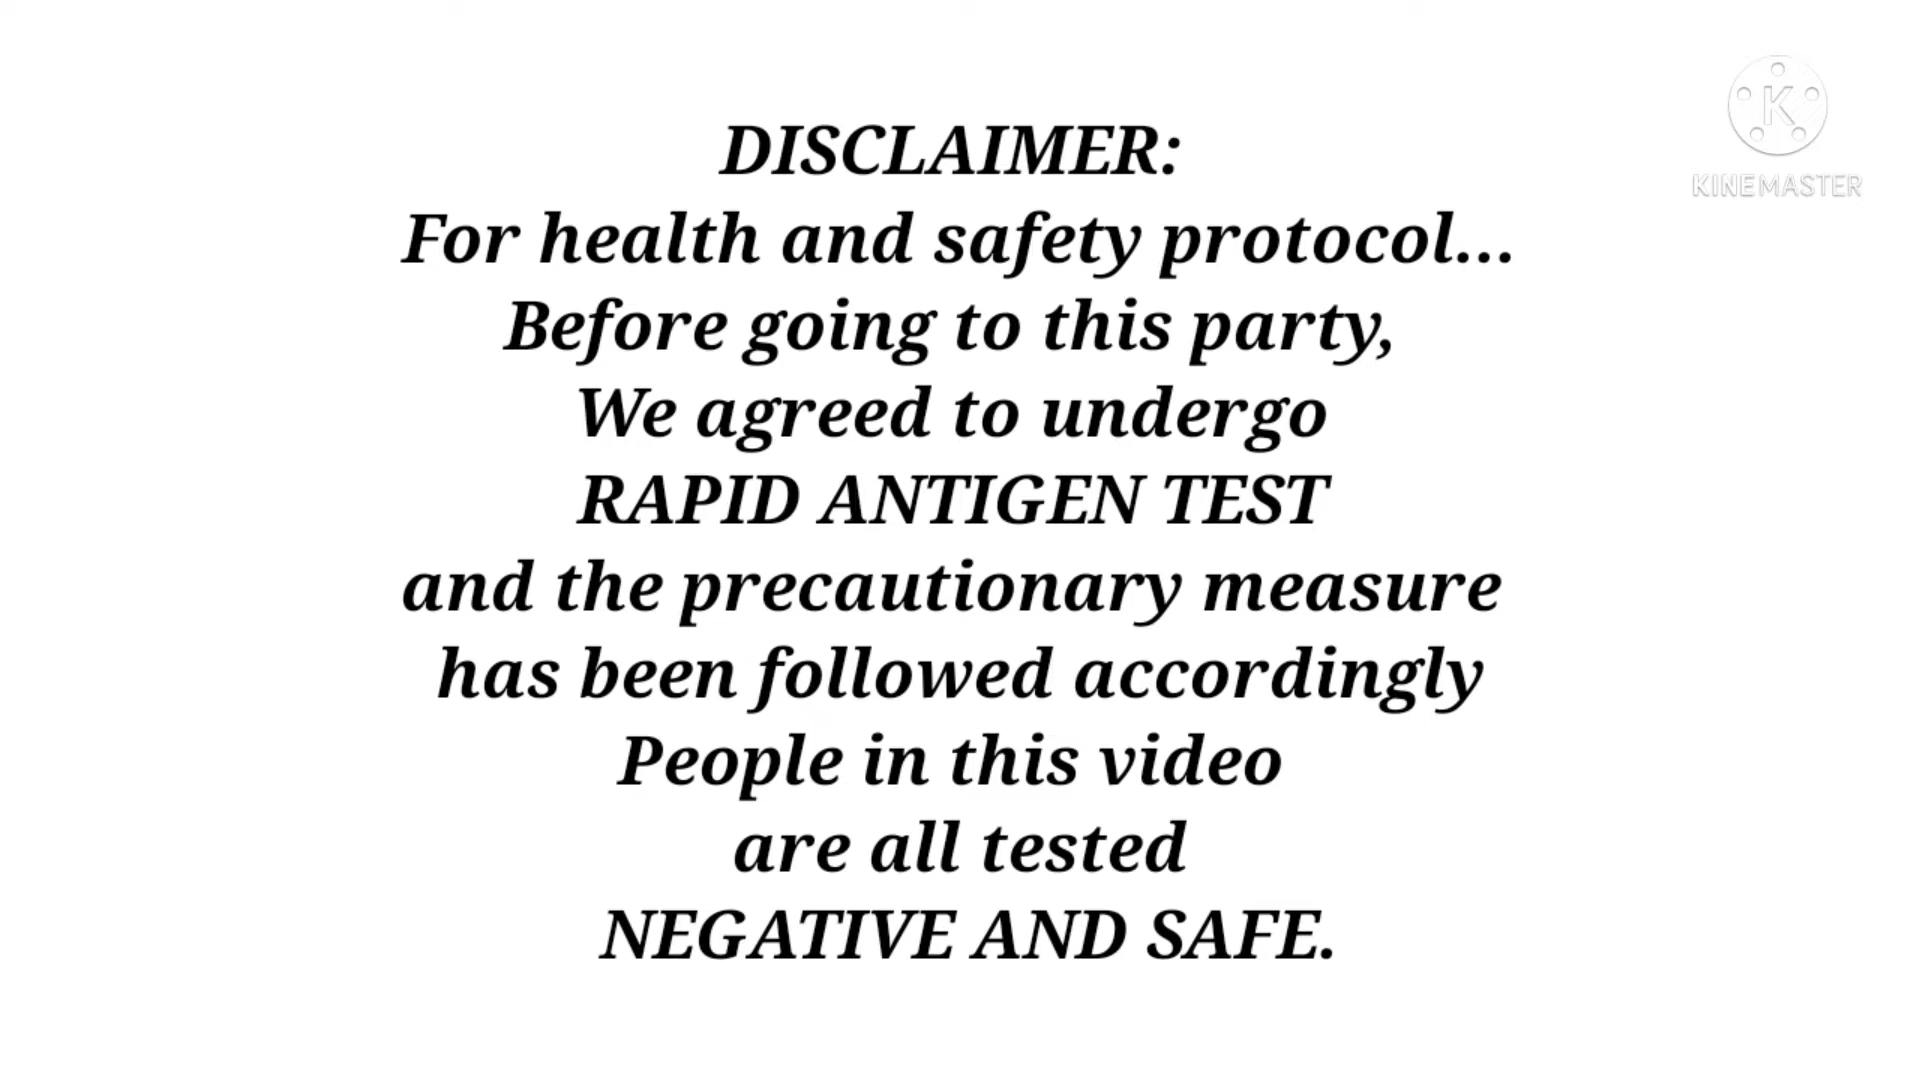 DISCLAIMER:
For health and safety protocol...
Before going to this party,
We agreed to undergo
RAPID ANTIGEN TEST
and the precautionary measure
has been followed accordingly
People in this video
are all tested
NEGATIVE AND SAFE.
K
KINEMASTER